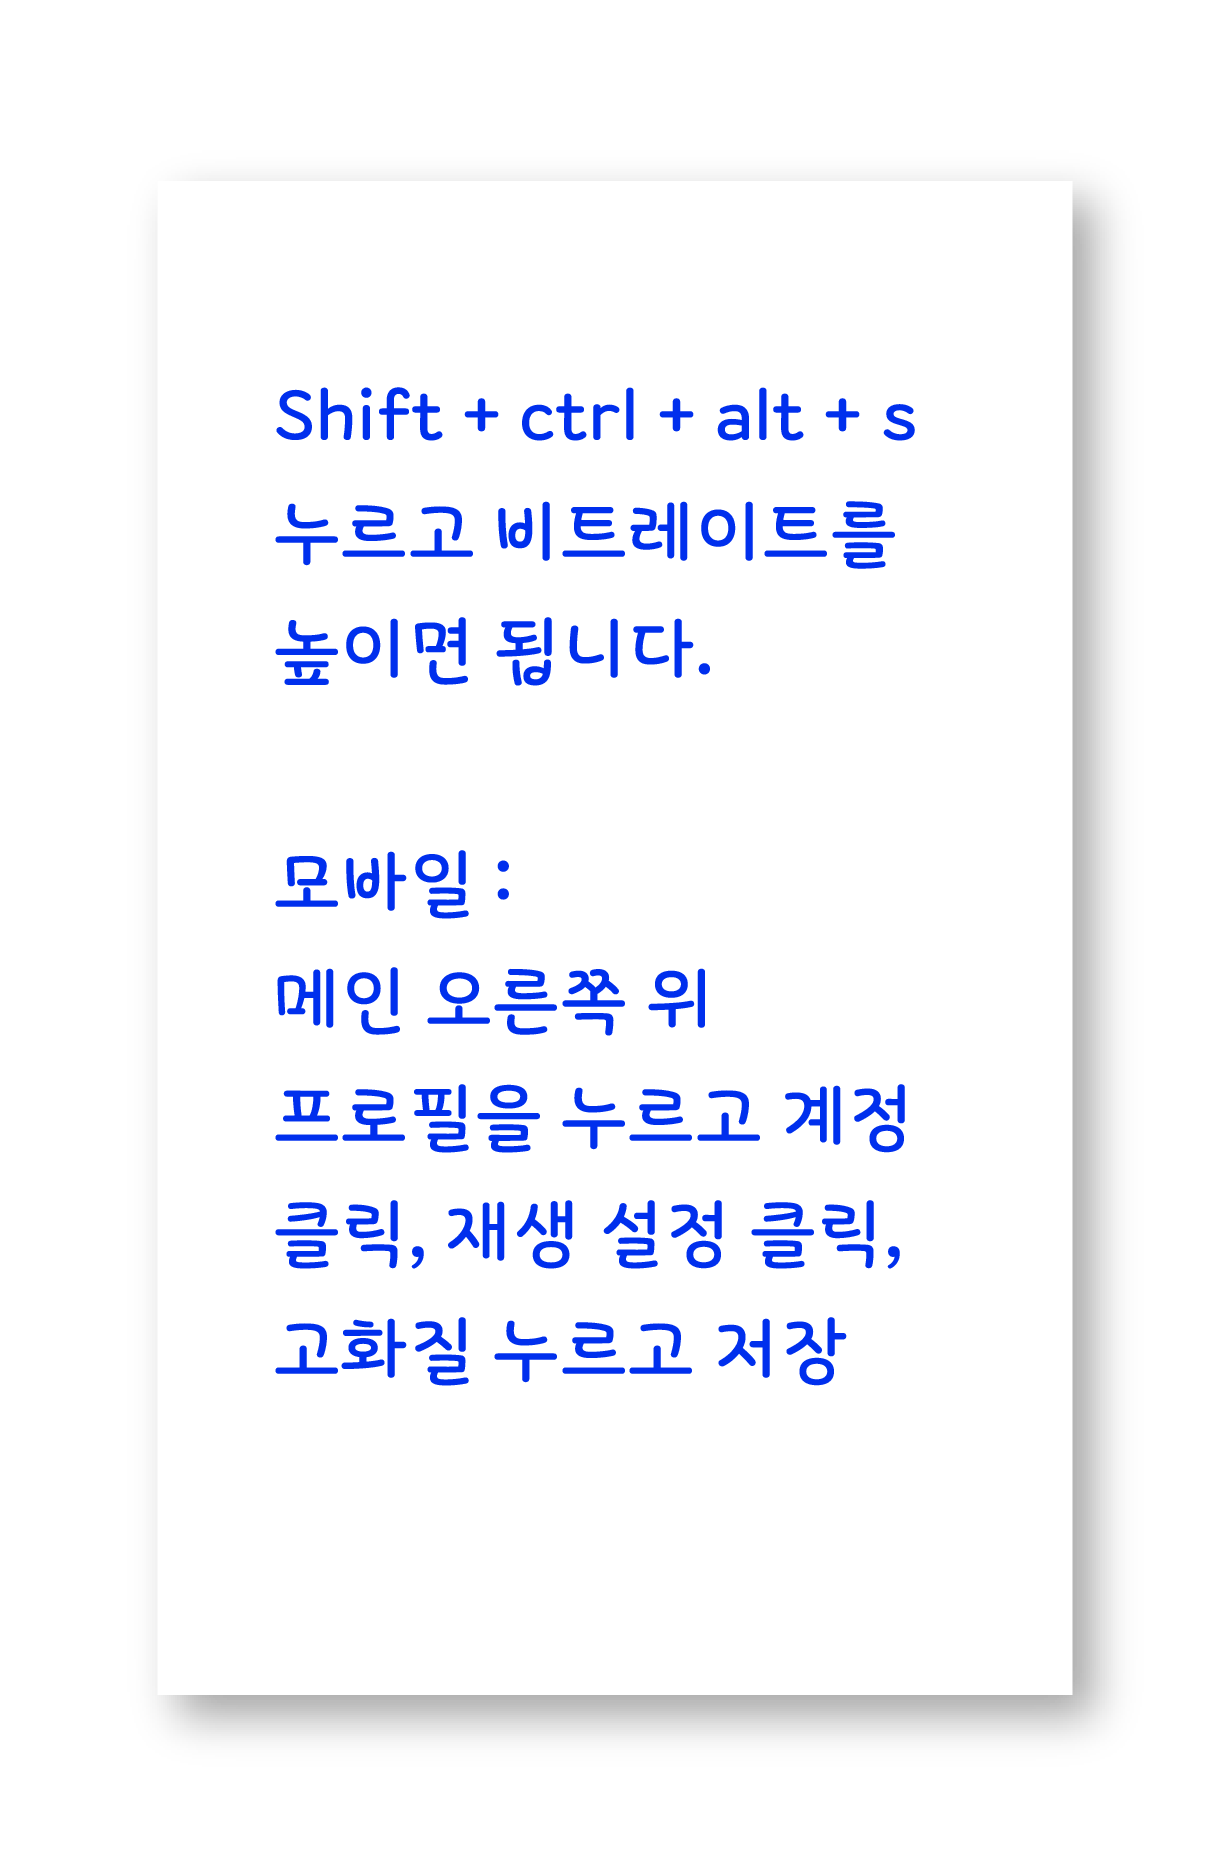 Shift + ctrl + alt + s
누르고 비트레이트를
높이면 됩니다.
모바일 :
메인 오른쪽 위
프로필을 누르고 계정
클릭, 재생 설정 클릭,
고화질 누르고 저장